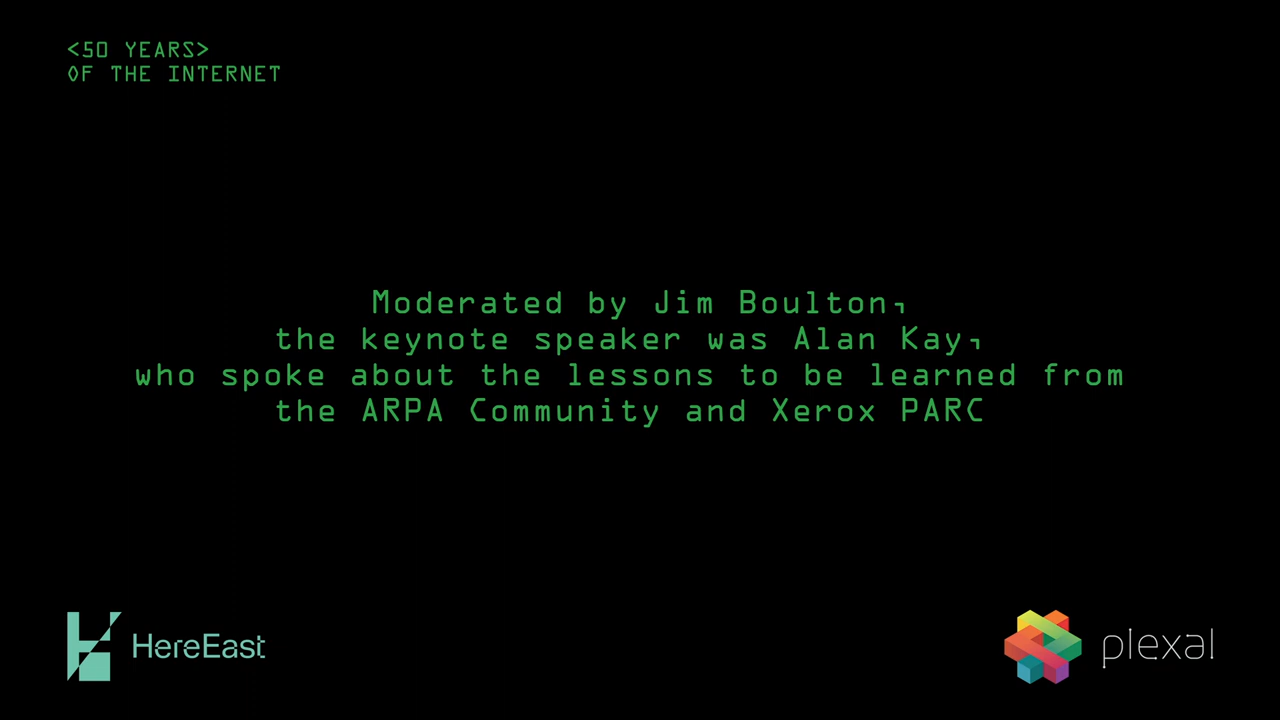 <50 YEARS>
OF THE INTERNET
Moderated by Jim Boulton,
the keynote speaker was Alan Kay,
who spoke about the lessons to be learned from
the ARPA Community and Xerox PARC
HereEast
plexal